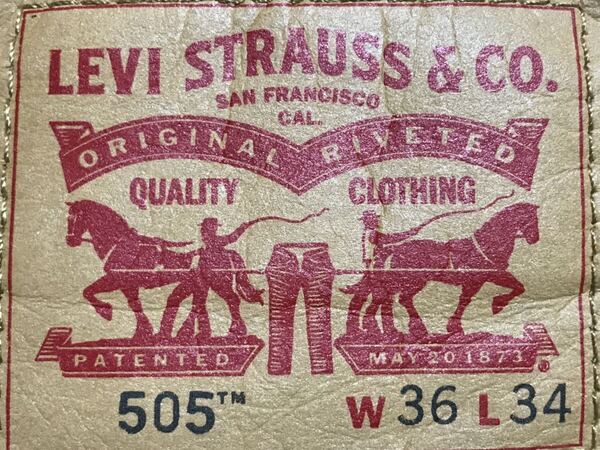 LEVI STRAUSS & CO.
SAN FRANCISCO
CAL.
ORIGINAL RIVETED
QUALITY CLOTHING
PATENTED MAY 20 1873 ®
505™ W 36 L 34